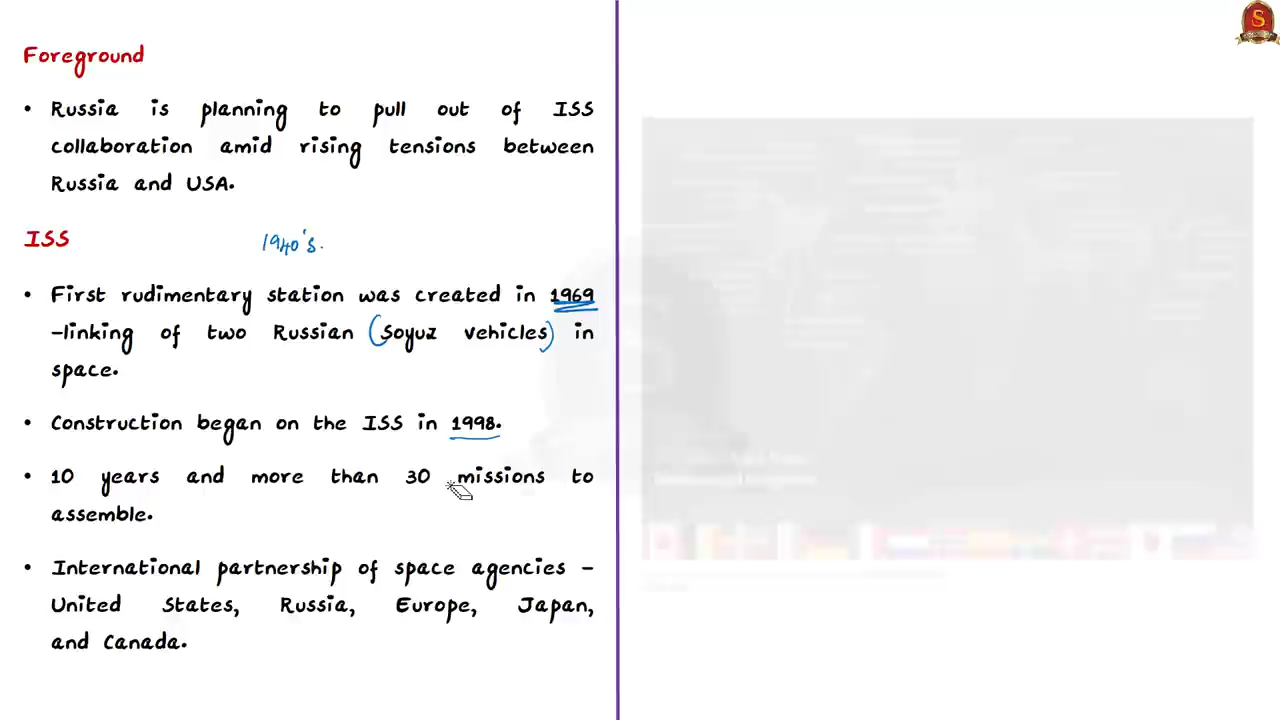 Foreground
• Russia is planning to pull out of ISS
collaboration amid rising tensions between
Russia and USA.
ISS
1940's.
• First rudimentary station was created in 1969
-linking of two Russian (Soyuz vehicles) in
space.
• Construction began on the ISS in 1998.
• 10 years and more than 30 missions to
assemble.
• International partnership of space agencies –
United States, Russia, Europe, Japan,
and Canada.
S